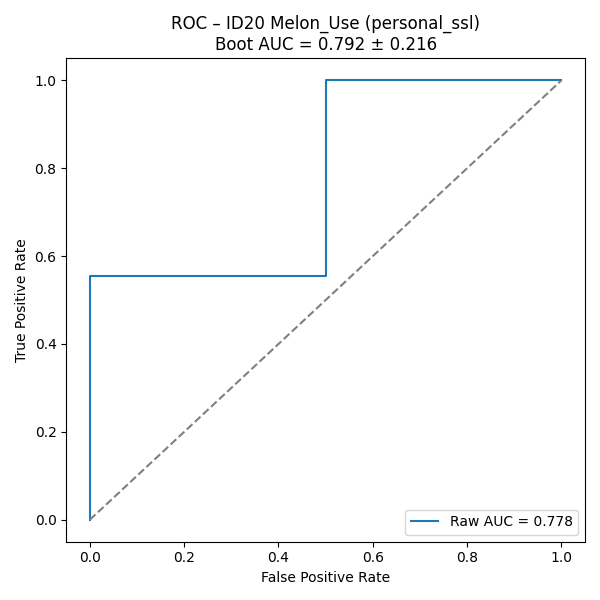 ROC – ID20 Melon_Use (personal_ssl)
Boot AUC = 0.792 ± 0.216
1.0
0.8
0.6
0.4
0.2
0.0
True Positive Rate
Raw AUC = 0.778
0.0 0.2 0.4 0.6 0.8 1.0
False Positive Rate